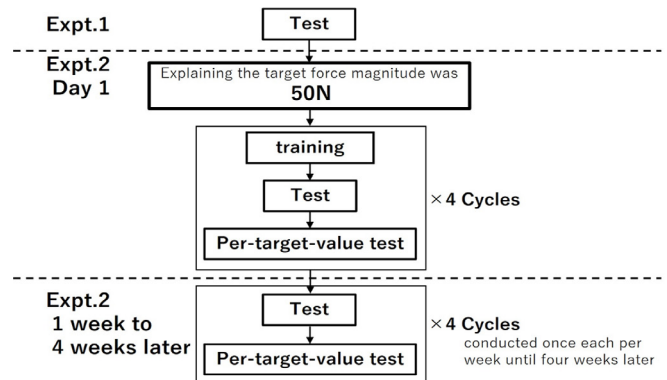 Expt.1
Test
Expt.2
Day 1
Explaining the target force magnitude was
50N
training
Test
Per-target-value test
×4 Cycles
Expt.2
1 week to
4 weeks later
Test
Per-target-value test
×4 Cycles
conducted once each per
week until four weeks later